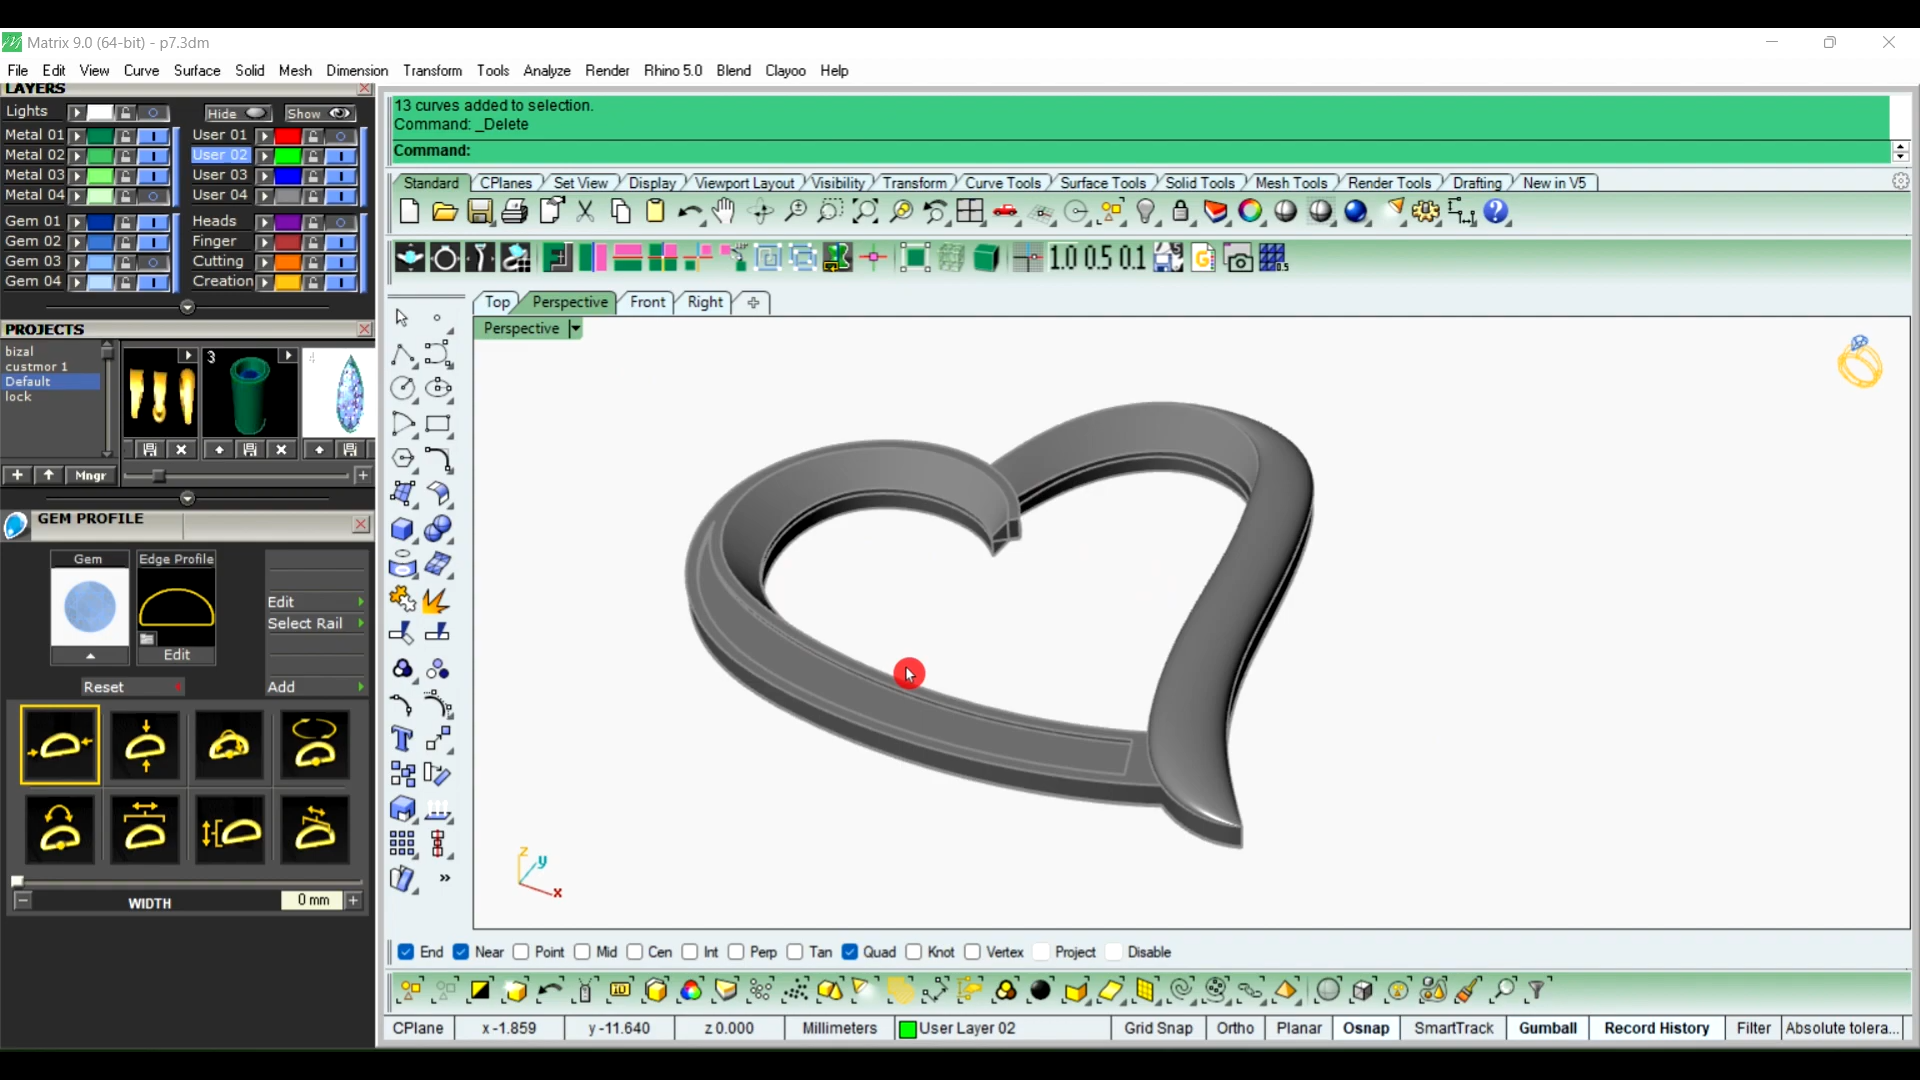 Matrix 9.0 (64-bit) - p7.3dm
File Edit View Curve Surface Solid Mesh Dimension Transform Tools Analyze Render Rhino 5.0 Blend Clayoo Help
LAYERS
Lights Hide Show
Metal 01 User 01
Metal 02 User 02
Metal 03 User 03
Metal 04 User 04
Gem 01 Heads
Gem 02 Finger
Gem 03 Cutting
Gem 04 Creation
PROJECTS
bizal
custmor 1
Default
lock
3
4
Mngr
GEM PROFILE
Gem Edge Profile
Edit
Select Rail
Edit
Reset Add
WIDTH 0 mm
13 curves added to selection.
Command: _Delete
Command:
Standard CPlanes Set View Display Viewport Layout Visibility Transform Curve Tools Surface Tools Solid Tools Mesh Tools Render Tools Drafting New in V5
1.0 0.5 0.1
Top Perspective Front Right
Perspective
z
y
x
End Near Point Mid Cen Int Perp Tan Quad Knot Vertex Project Disable
CPlane x -1.859 y -11.640 z 0.000 Millimeters User Layer 02 Grid Snap Ortho Planar Osnap SmartTrack Gumball Record History Filter Absolute tolera...